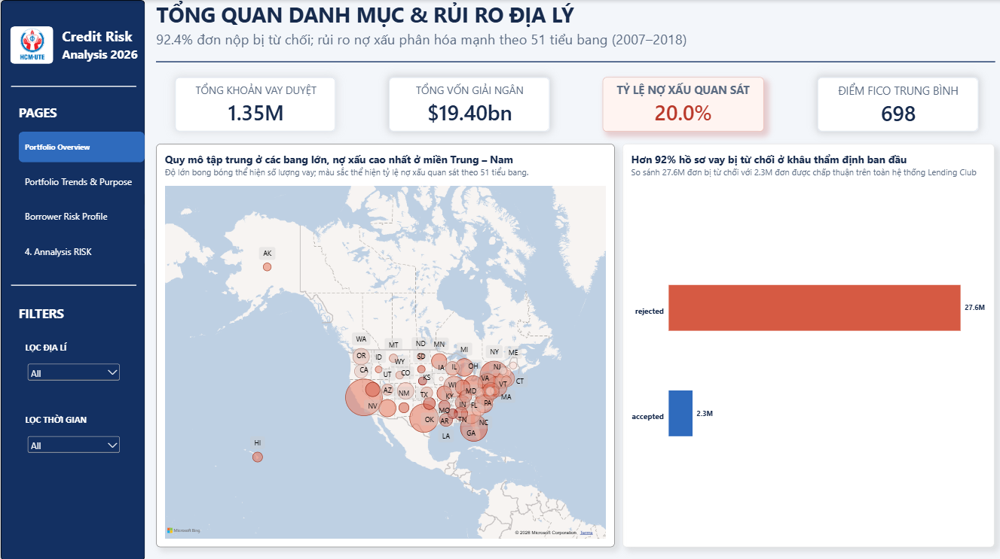 HCM-UTE
Credit Risk
Analysis 2026
PAGES
Portfolio Overview
Portfolio Trends & Purpose
Borrower Risk Profile
4. Annalysis RISK
FILTERS
LỌC ĐỊA LÍ
All
LỌC THỜI GIAN
All
TỔNG QUAN DANH MỤC & RỦI RO ĐỊA LÝ
92.4% đơn nộp bị từ chối; rủi ro nợ xấu phân hóa mạnh theo 51 tiểu bang (2007–2018)
TỔNG KHOẢN VAY DUYỆT
1.35M
TỔNG VỐN GIẢI NGÂN
$19.40bn
TỶ LỆ NỢ XẤU QUAN SÁT
20.0%
ĐIỂM FICO TRUNG BÌNH
698
Quy mô tập trung ở các bang lớn, nợ xấu cao nhất ở miền Trung – Nam
Độ lớn bong bóng thể hiện số lượng vay; màu sắc thể hiện tỷ lệ nợ xấu quan sát theo 51 tiểu bang.
AK
WA
MT
ND
MN
MI
NY
ME
OR
ID
WY
SD
IA
IL
OH
NJ
CA
UT
CO
KS
VA
VT
CT
NV
AZ
NM
TX
KY
WI
MD
PA
MA
OK
MO
AR
IN
TN
FL
NC
LA
GA
HI
Microsoft Bing
© 2026 Microsoft Corporation Terms
Hơn 92% hồ sơ vay bị từ chối ở khâu thẩm định ban đầu
So sánh 27.6M đơn bị từ chối với 2.3M đơn được chấp thuận trên toàn hệ thống Lending Club
rejected
27.6M
accepted
2.3M